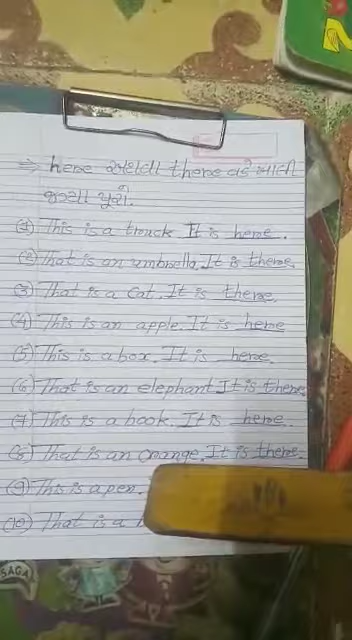 ⇒ here અથવા there વડે ખાલી
જગ્યા પૂરો.
(1) This is a truck. It is here.
(2) That is an umbrella. It is there.
(3) That is a cat. It is there.
(4) This is an apple. It is here
(5) This is a box. It is here.
(6) That is an elephant It is there
(7) This is a book. It is here.
(8) That is an orange. It is there.
(9) This is a pen.
(10) That is a
SAGA